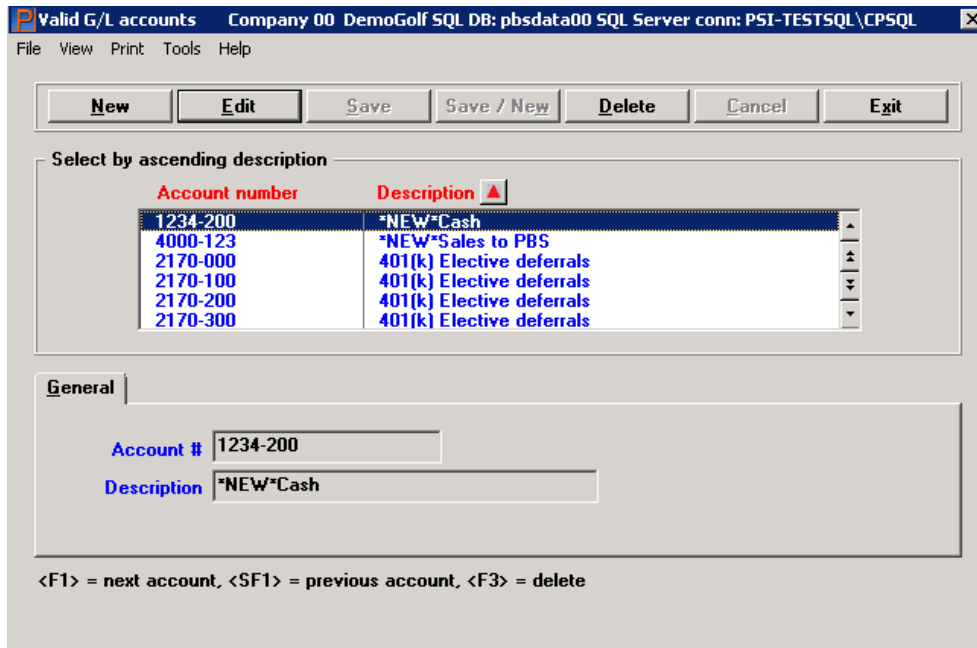 Valid G/L accounts Company 00 DemoGolf SQL DB: pbsdata00 SQL Server conn: PSI-TESTSQL\CPSQL
File View Print Tools Help
New Edit Save Save / New Delete Cancel Exit
Select by ascending description
Account number Description
1234-200 *NEW*Cash
4000-123 *NEW*Sales to PBS
2170-000 401(k) Elective deferrals
2170-100 401(k) Elective deferrals
2170-200 401(k) Elective deferrals
2170-300 401(k) Elective deferrals
General
Account # 1234-200
Description *NEW*Cash
<F1> = next account, <SF1> = previous account, <F3> = delete